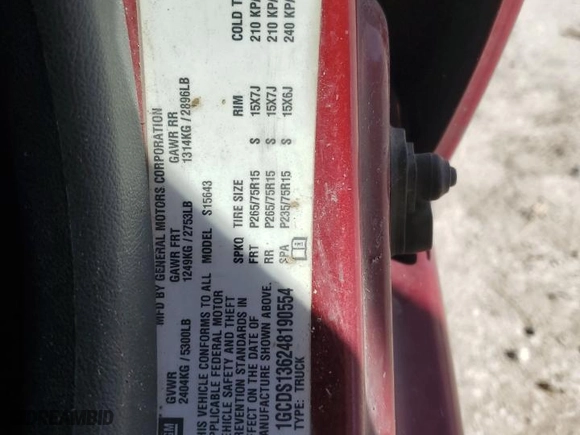 GM
MFD BY GENERAL MOTORS CORPORATION
GVWR GAWR FRT GAWR RR
2404KG / 5300LB 1249KG / 2753LB 1314KG / 2896LB
THIS VEHICLE CONFORMS TO ALL MODEL S15643
APPLICABLE FEDERAL MOTOR
VEHICLE SAFETY AND THEFT SPKQ TIRE SIZE RIM COLD
PREVENTION STANDARDS IN FRT P265/75R15 S 15X7J 210 KPA
EFFECT ON THE DATE OF RR P265/75R15 S 15X7J 210 KPA
MANUFACTURE SHOWN ABOVE. SPA P235/75R15 S 15X6J 240 KPA
1GCDS136248190554
TYPE: TRUCK
DREAMBID